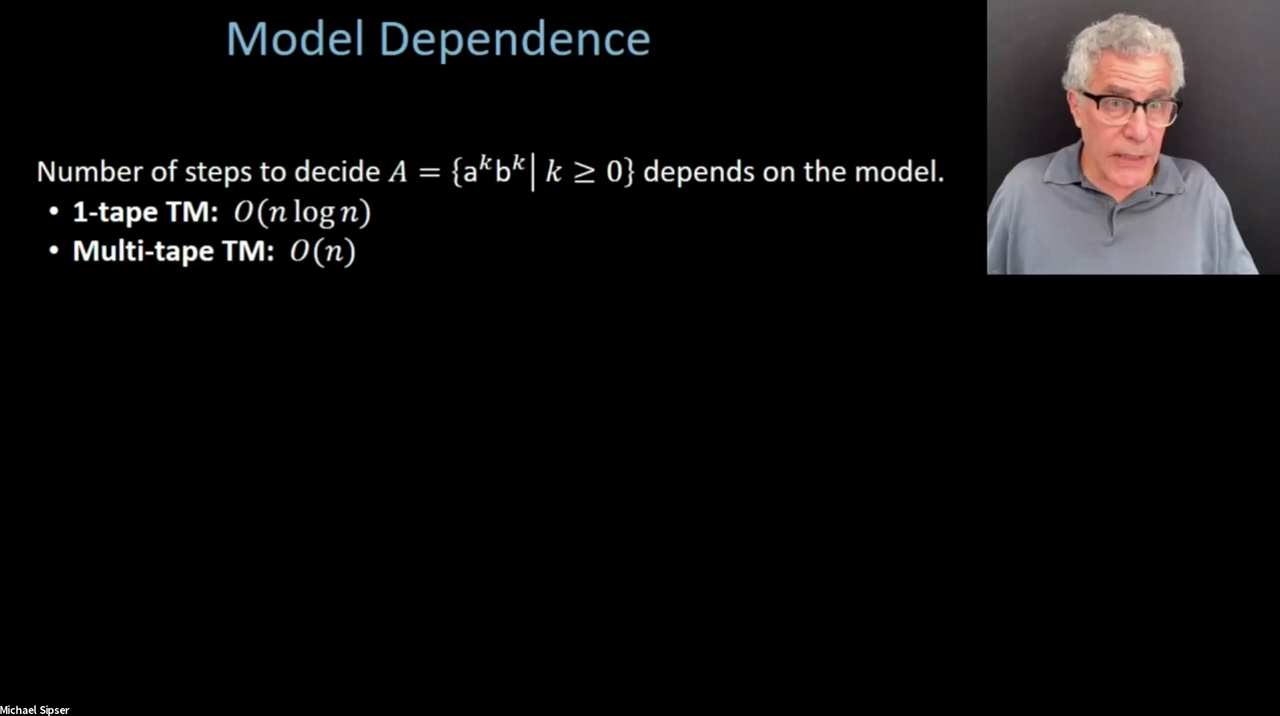 Model Dependence
Number of steps to decide A = {aᵏbᵏ| k ≥ 0} depends on the model.
• 1-tape TM: O(n log n)
• Multi-tape TM: O(n)
Michael Sipser